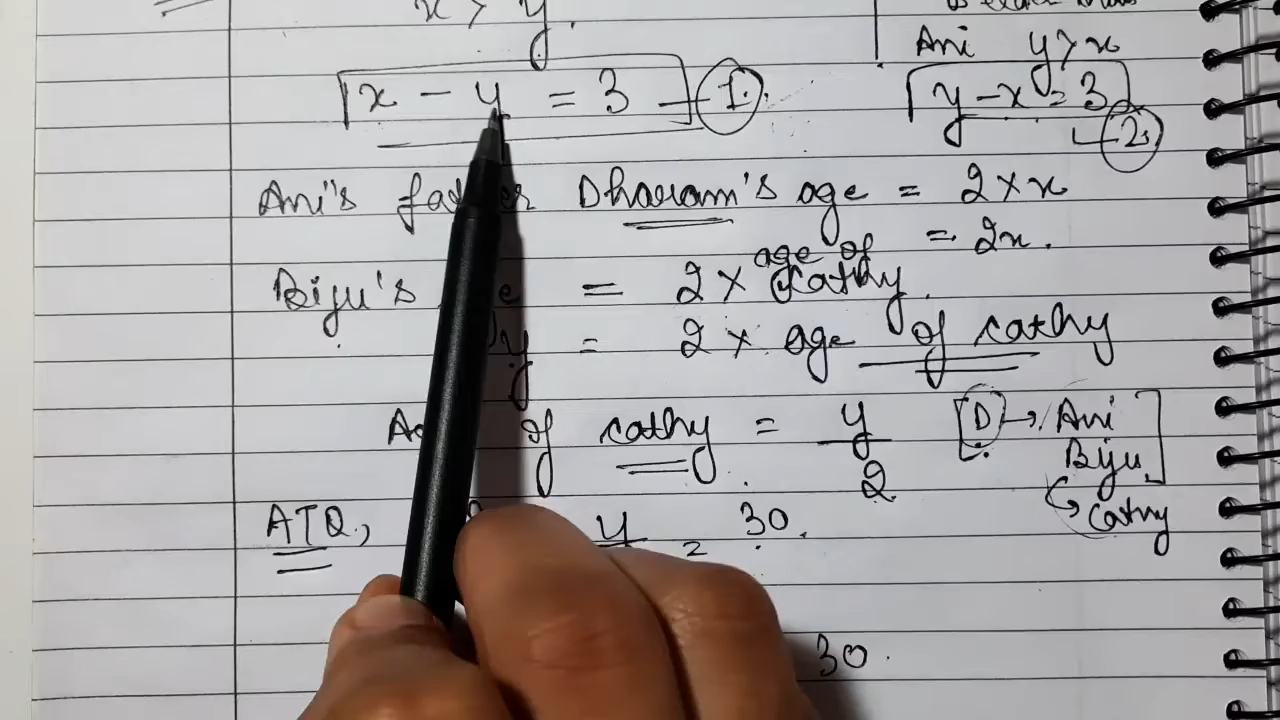 x > y.
Ani y > x
x - y = 3 — 1.
y - x = 3
2.
Ani's father Dharam's age = 2 × x
= 2x.
age of
Biju's = 2 × Cathy.
y = 2 × age of cathy
of cathy = y/2
[D → Ani
Biju]
cathy
ATQ, y = 30.
30.